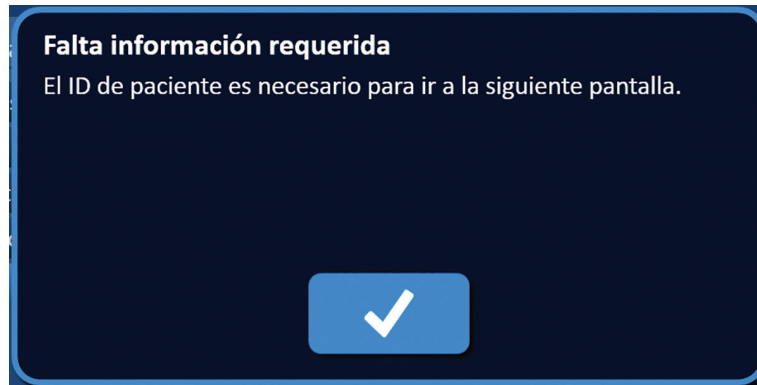 Falta información requerida
El ID de paciente es necesario para ir a la siguiente pantalla.